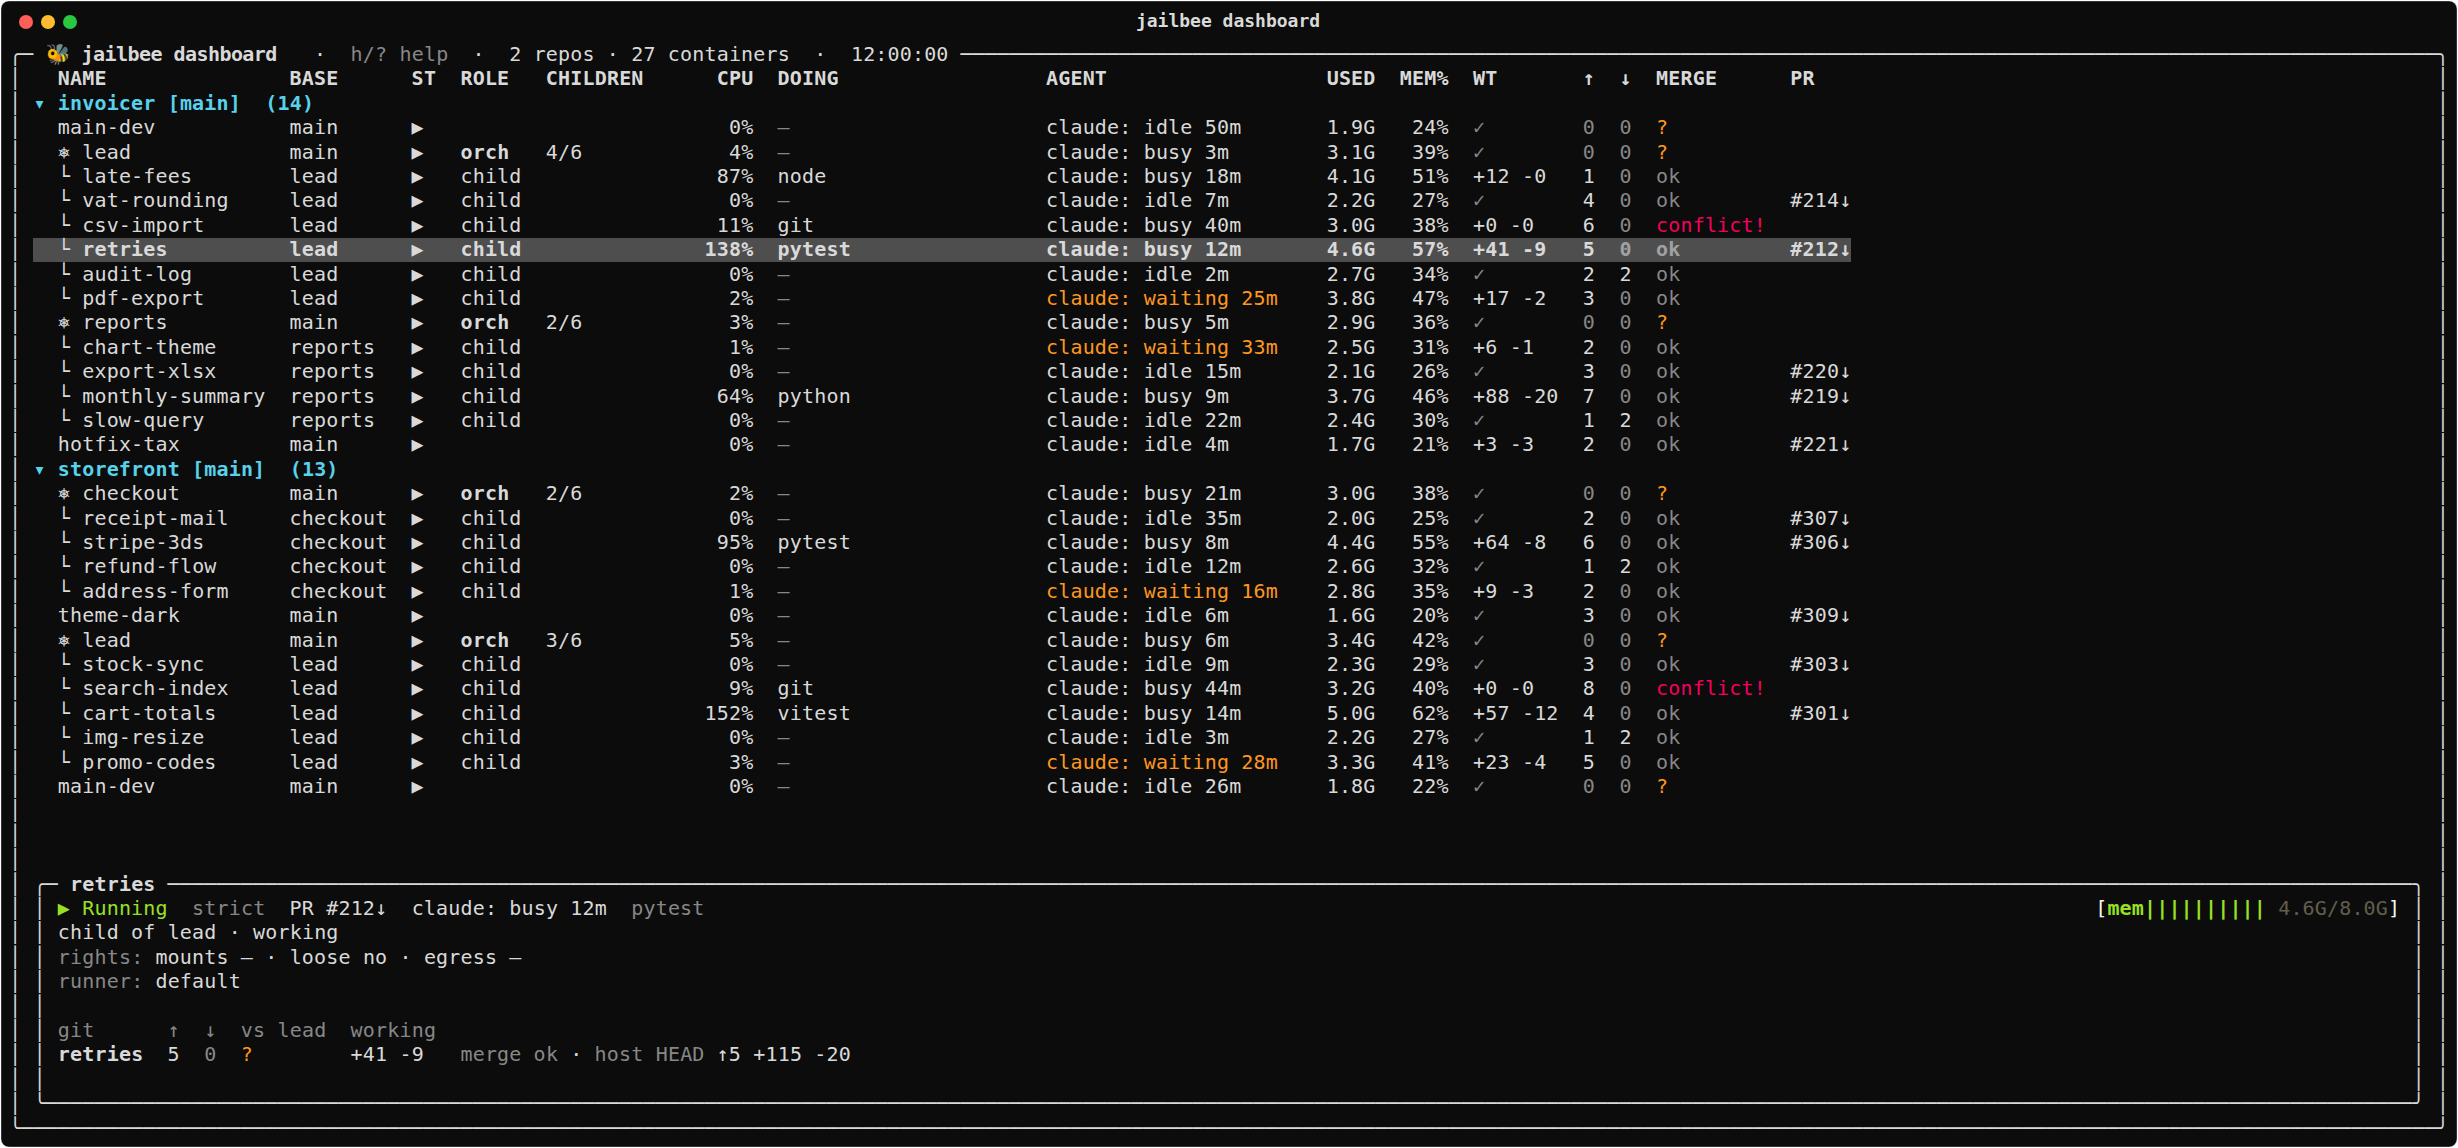 jailbee dashboard
🐝 jailbee dashboard   ·  h/? help  ·  2 repos · 27 containers  ·  12:00:00
NAME  BASE  ST  ROLE  CHILDREN  CPU  DOING  AGENT  USED  MEM%  WT  ↑  ↓  MERGE  PR
▾ invoicer [main]  (14)
main-dev  main  ▶  0%  —  claude: idle 50m  1.9G  24%  ✓  0  0  ?
⎈ lead  main  ▶  orch  4/6  4%  —  claude: busy 3m  3.1G  39%  ✓  0  0  ?
└ late-fees  lead  ▶  child  87%  node  claude: busy 18m  4.1G  51%  +12 -0  1  0  ok
└ vat-rounding  lead  ▶  child  0%  —  claude: idle 7m  2.2G  27%  ✓  4  0  ok  #214↓
└ csv-import  lead  ▶  child  11%  git  claude: busy 40m  3.0G  38%  +0 -0  6  0  conflict!
└ retries  lead  ▶  child  138%  pytest  claude: busy 12m  4.6G  57%  +41 -9  5  0  ok  #212↓
└ audit-log  lead  ▶  child  0%  —  claude: idle 2m  2.7G  34%  ✓  2  2  ok
└ pdf-export  lead  ▶  child  2%  —  claude: waiting 25m  3.8G  47%  +17 -2  3  0  ok
⎈ reports  main  ▶  orch  2/6  3%  —  claude: busy 5m  2.9G  36%  ✓  0  0  ?
└ chart-theme  reports  ▶  child  1%  —  claude: waiting 33m  2.5G  31%  +6 -1  2  0  ok
└ export-xlsx  reports  ▶  child  0%  —  claude: idle 15m  2.1G  26%  ✓  3  0  ok  #220↓
└ monthly-summary  reports  ▶  child  64%  python  claude: busy 9m  3.7G  46%  +88 -20  7  0  ok  #219↓
└ slow-query  reports  ▶  child  0%  —  claude: idle 22m  2.4G  30%  ✓  1  2  ok
hotfix-tax  main  ▶  0%  —  claude: idle 4m  1.7G  21%  +3 -3  2  0  ok  #221↓
▾ storefront [main]  (13)
⎈ checkout  main  ▶  orch  2/6  2%  —  claude: busy 21m  3.0G  38%  ✓  0  0  ?
└ receipt-mail  checkout  ▶  child  0%  —  claude: idle 35m  2.0G  25%  ✓  2  0  ok  #307↓
└ stripe-3ds  checkout  ▶  child  95%  pytest  claude: busy 8m  4.4G  55%  +64 -8  6  0  ok  #306↓
└ refund-flow  checkout  ▶  child  0%  —  claude: idle 12m  2.6G  32%  ✓  1  2  ok
└ address-form  checkout  ▶  child  1%  —  claude: waiting 16m  2.8G  35%  +9 -3  2  0  ok
theme-dark  main  ▶  0%  —  claude: idle 6m  1.6G  20%  ✓  3  0  ok  #309↓
⎈ lead  main  ▶  orch  3/6  5%  —  claude: busy 6m  3.4G  42%  ✓  0  0  ?
└ stock-sync  lead  ▶  child  0%  —  claude: idle 9m  2.3G  29%  ✓  3  0  ok  #303↓
└ search-index  lead  ▶  child  9%  git  claude: busy 44m  3.2G  40%  +0 -0  8  0  conflict!
└ cart-totals  lead  ▶  child  152%  vitest  claude: busy 14m  5.0G  62%  +57 -12  4  0  ok  #301↓
└ img-resize  lead  ▶  child  0%  —  claude: idle 3m  2.2G  27%  ✓  1  2  ok
└ promo-codes  lead  ▶  child  3%  —  claude: waiting 28m  3.3G  41%  +23 -4  5  0  ok
main-dev  main  ▶  0%  —  claude: idle 26m  1.8G  22%  ✓  0  0  ?
retries
▶ Running  strict  PR #212↓  claude: busy 12m  pytest  [mem|||||||||| 4.6G/8.0G]
child of lead · working
rights: mounts — · loose no · egress —
runner: default
git  ↑  ↓  vs lead  working
retries  5  0  ?  +41 -9  merge ok · host HEAD ↑5 +115 -20